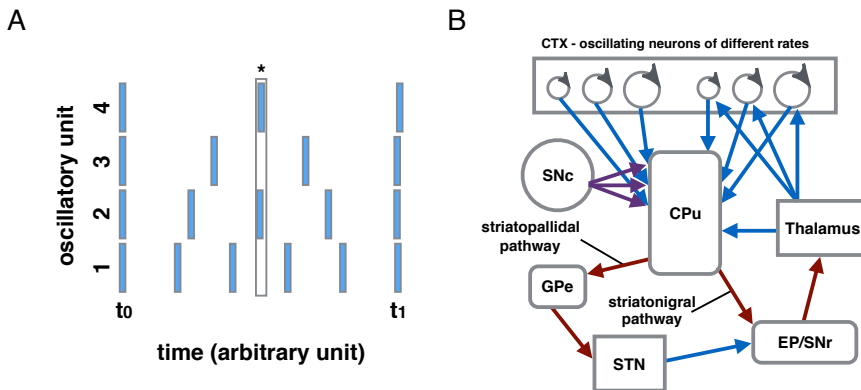 A
*
oscillatory unit
4
3
2
1
t0
t1
time (arbitrary unit)
B
CTX - oscillating neurons of different rates
SNc
CPu
Thalamus
striatopallidal
pathway
GPe
striatonigral
pathway
STN
EP/SNr